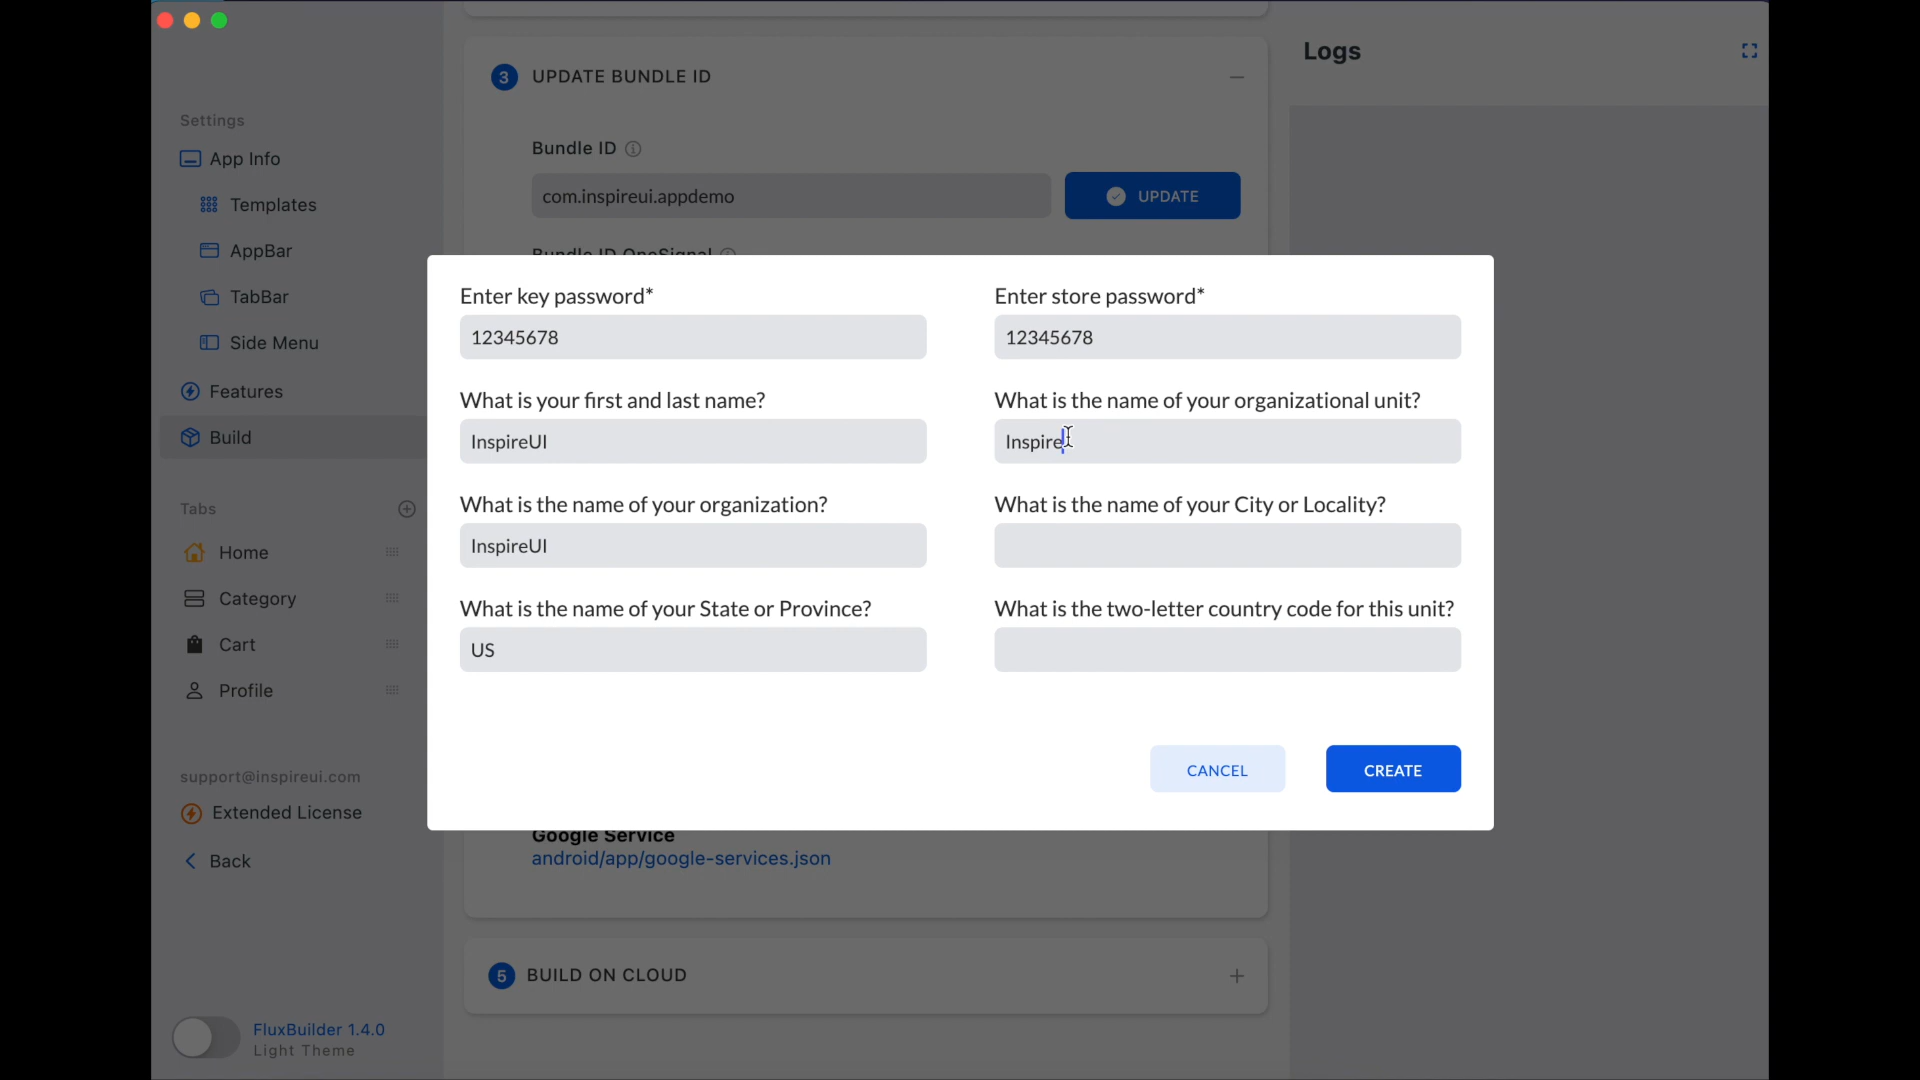 Settings
App Info
Templates
AppBar
TabBar
Side Menu
Features
Build
Tabs
Home
Category
Cart
Profile
support@inspireui.com
Extended License
Back
FluxBuilder 1.4.0
Light Theme
3 UPDATE BUNDLE ID
Bundle ID
com.inspireui.appdemo
UPDATE
Bundle ID OneSignal
Enter key password*
12345678
Enter store password*
12345678
What is your first and last name?
InspireUI
What is the name of your organizational unit?
Inspire
What is the name of your organization?
InspireUI
What is the name of your City or Locality?
What is the name of your State or Province?
US
What is the two-letter country code for this unit?
CANCEL
CREATE
Google Service
android/app/google-services.json
5 BUILD ON CLOUD
Logs